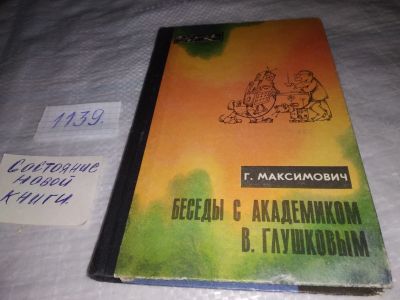 1139.
Состояние
новой
книги
Г. МАКСИМОВИЧ
БЕСЕДЫ С АКАДЕМИКОМ
В. ГЛУШКОВЫМ